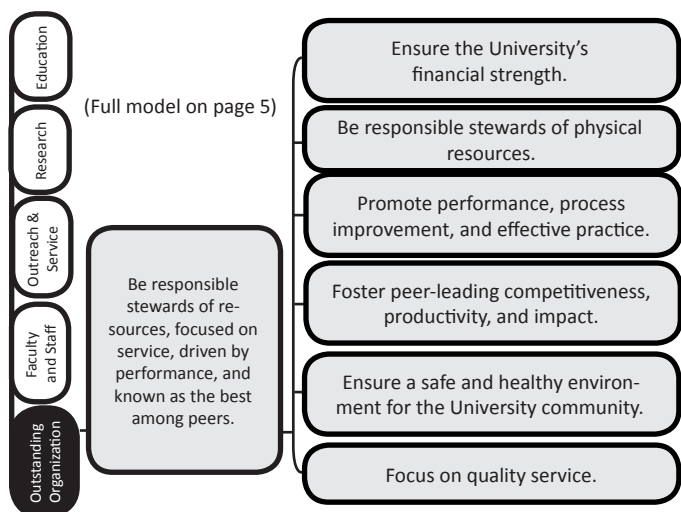 Education
Research
Outreach &
Service
Faculty
and Staff
Outstanding
Organization
(Full model on page 5)
Be responsible
stewards of re-
sources, focused on
service, driven by
performance, and
known as the best
among peers.
Ensure the University's
financial strength.
Be responsible stewards of physical
resources.
Promote performance, process
improvement, and effective practice.
Foster peer-leading competitiveness,
productivity, and impact.
Ensure a safe and healthy environ-
ment for the University community.
Focus on quality service.